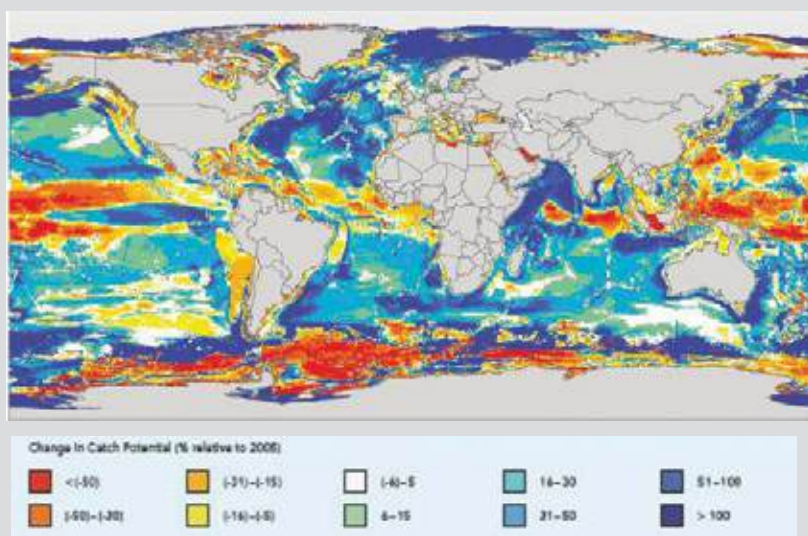 Change In Catch Potential (% relative to 2005)
<(-50) (-31)–(-15) (-6)–5 16–30 51–100
(-50)–(-30) (-16)–(-5) 6–15 31–50 > 100